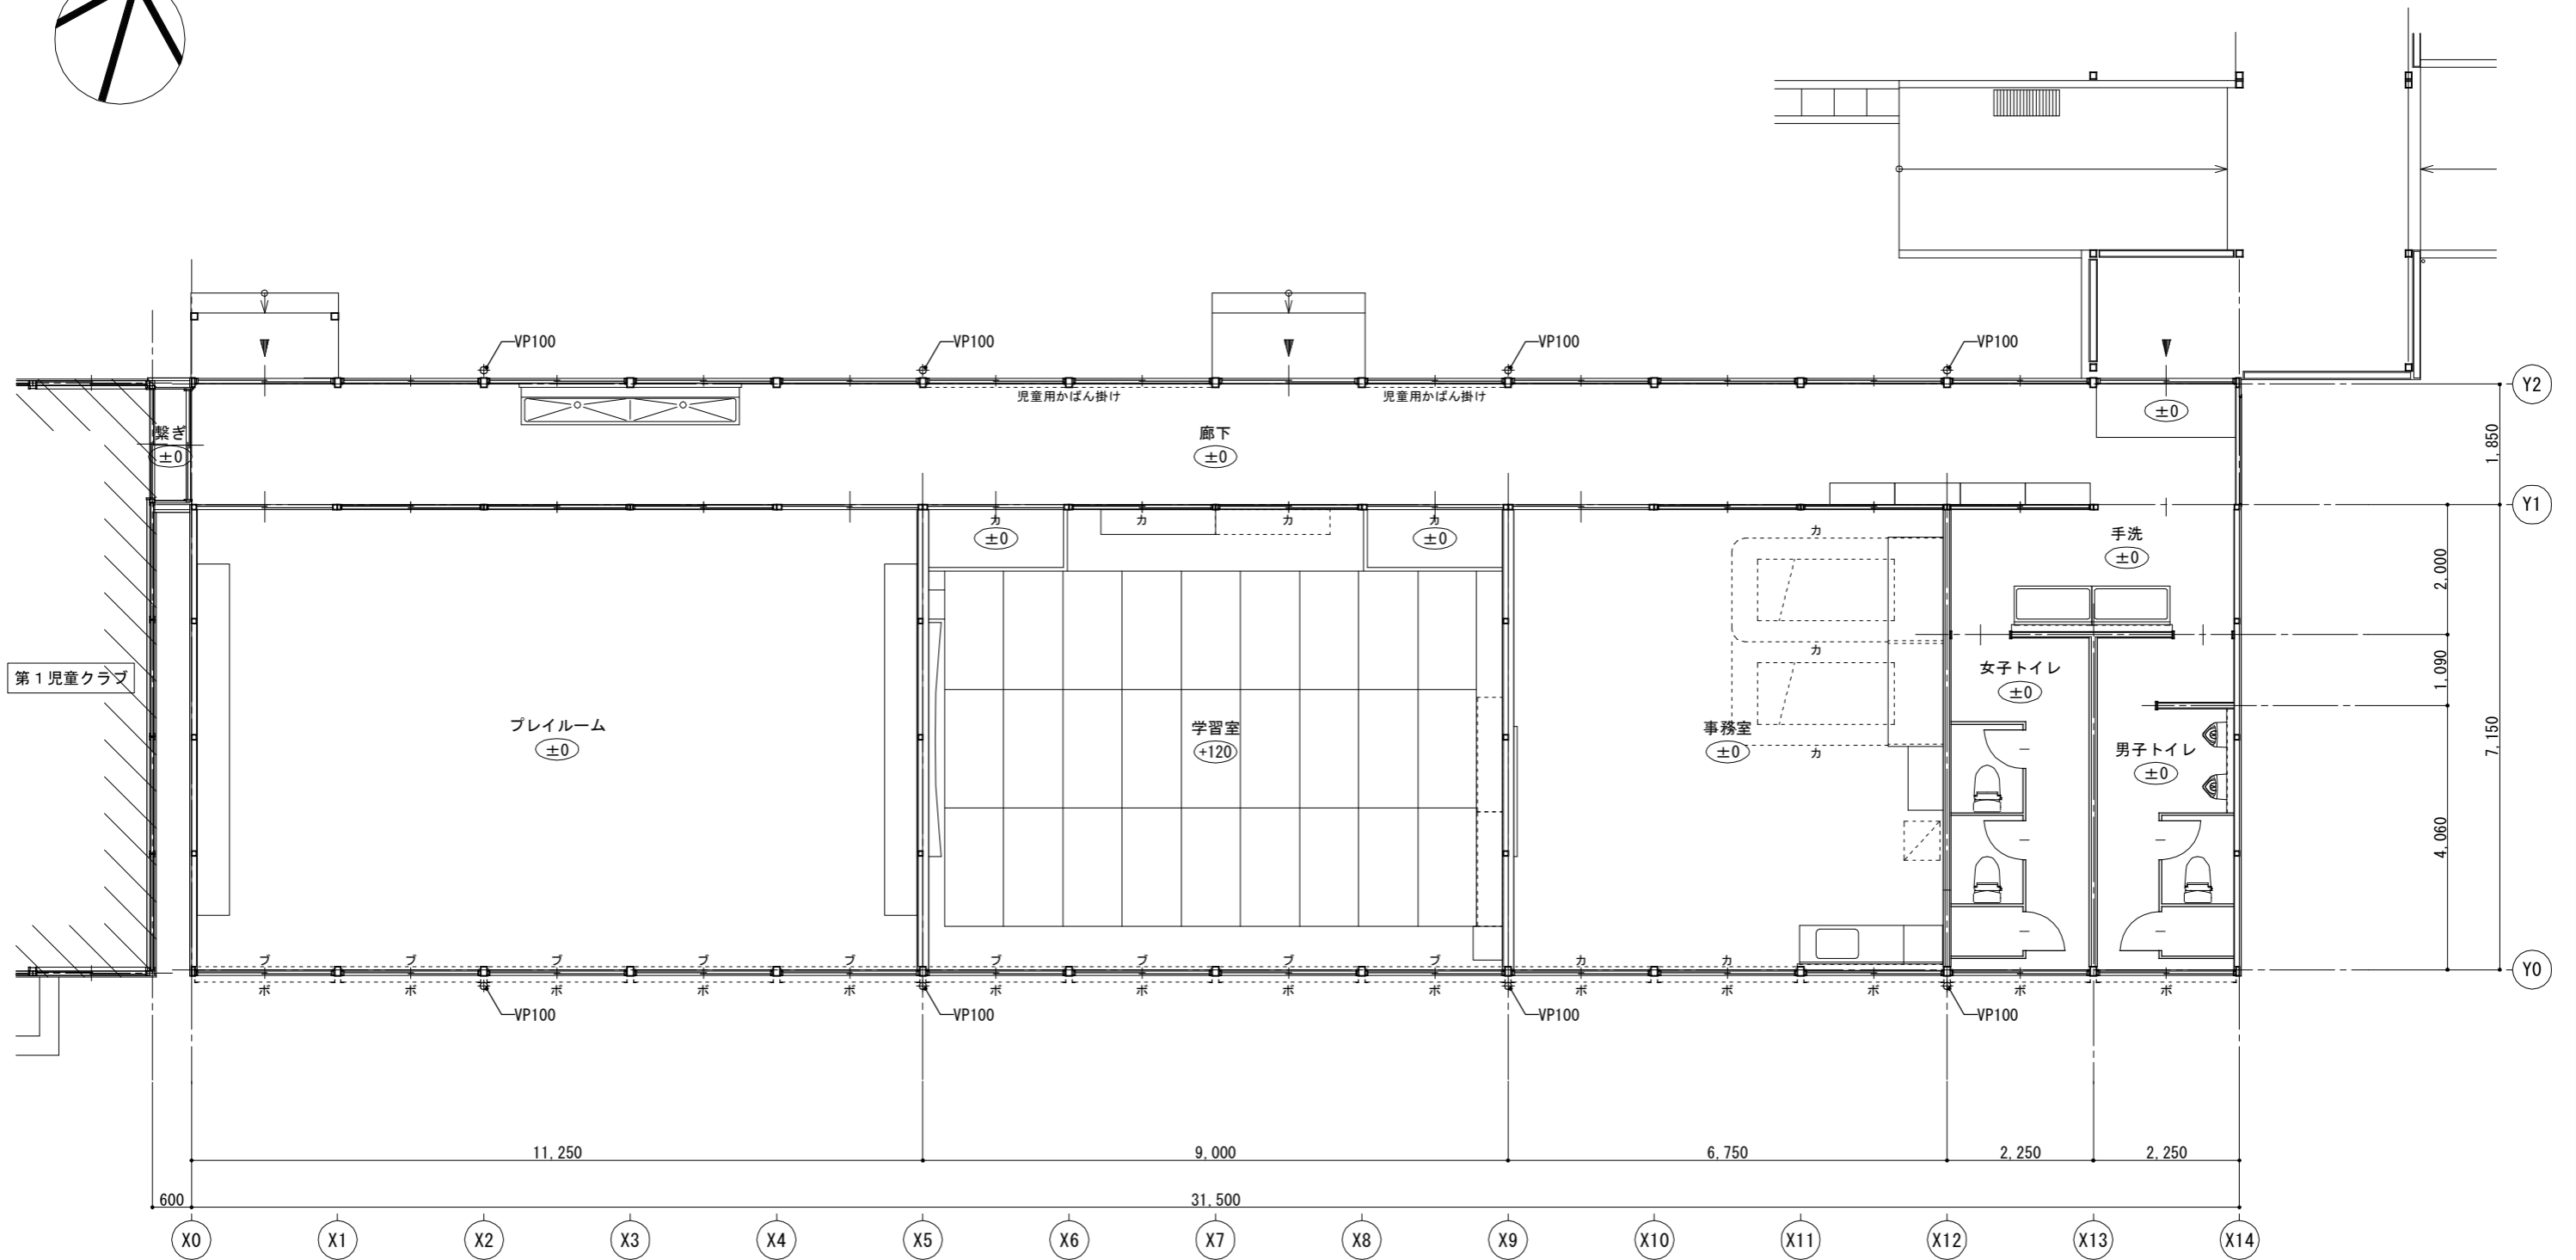 VP100
VP100
VP100
VP100
Y2
児童用かばん掛け
児童用かばん掛け
±0
繋ぎ
±0
廊下
±0
1,850
Y1
カ
カ
カ
カ
±0
±0
カ
手洗
±0
2,000
カ
第1児童クラブ
女子トイレ
±0
1,090
プレイルーム
±0
学習室
+120
事務室
±0
カ
男子トイレ
±0
7,150
4,060
ブ
ブ
ブ
ブ
ブ
ブ
ブ
ブ
ブ
カ
カ
Y0
ボ
ボ
ボ
ボ
ボ
ボ
ボ
ボ
ボ
ボ
ボ
ボ
ボ
ボ
VP100
VP100
VP100
VP100
11,250
9,000
6,750
2,250
2,250
600
31,500
X0
X1
X2
X3
X4
X5
X6
X7
X8
X9
X10
X11
X12
X13
X14